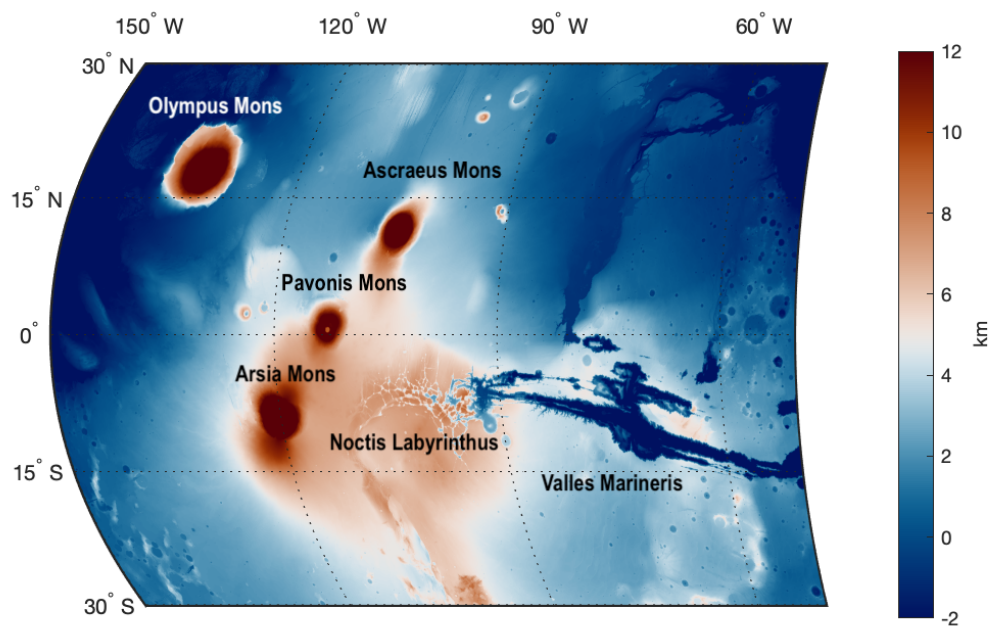 150° W 120° W 90° W 60° W
30° N
Olympus Mons
Ascraeus Mons
15° N
Pavonis Mons
0°
Arsia Mons
Noctis Labyrinthus
15° S
Valles Marineris
30° S
12
10
8
6
4
2
0
-2
km